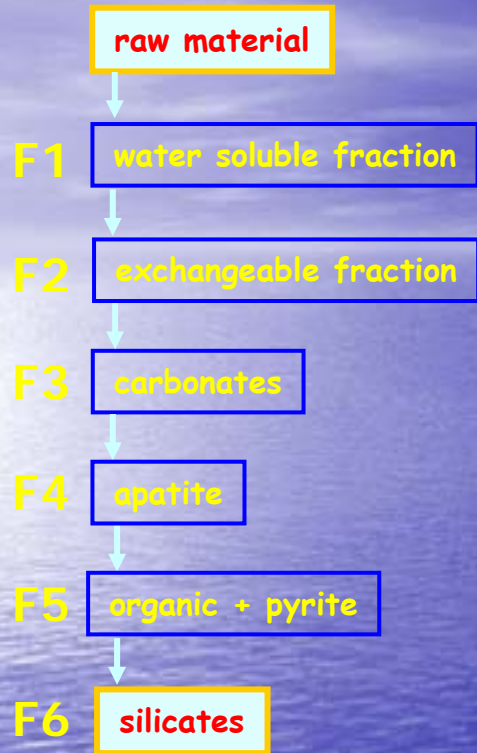 raw material
F1 water soluble fraction
F2 exchangeable fraction
F3 carbonates
F4 apatite
F5 organic + pyrite
F6 silicates